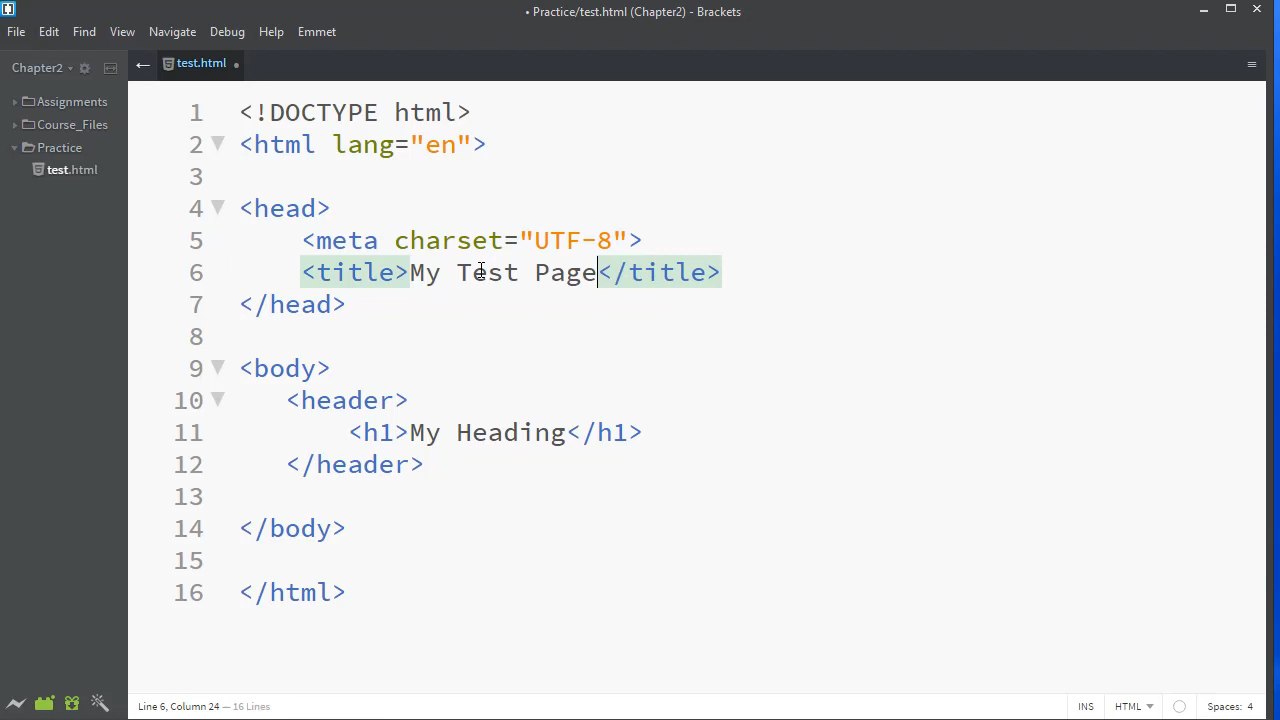 • Practice/test.html (Chapter2) - Brackets
File Edit Find View Navigate Debug Help Emmet
Chapter2
test.html
Assignments
Course_Files
Practice
test.html
1 <!DOCTYPE html>
2 <html lang="en">
3
4 <head>
5 <meta charset="UTF-8">
6 <title>My Test Page</title>
7 </head>
8
9 <body>
10 <header>
11 <h1>My Heading</h1>
12 </header>
13
14 </body>
15
16 </html>
Line 6, Column 24 — 16 Lines
INS HTML Spaces: 4